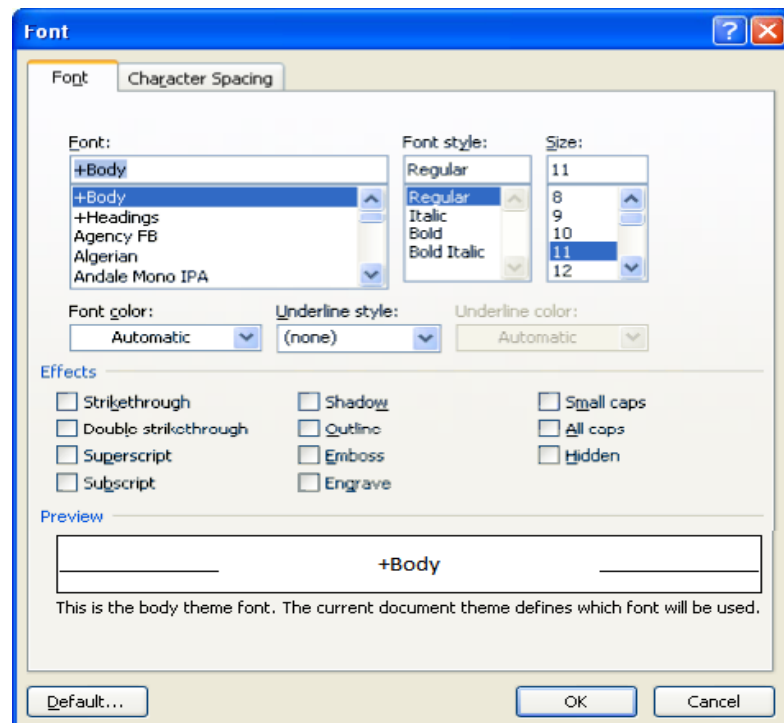 Font
Font Character Spacing
Font: Font style: Size:
+Body Regular 11
+Body Regular 8
+Headings Italic 9
Agency FB Bold 10
Algerian Bold Italic 11
Andale Mono IPA 12
Font color: Underline style: Underline color:
Automatic (none) Automatic
Effects
Strikethrough Shadow Small caps
Double strikethrough Outline All caps
Superscript Emboss Hidden
Subscript Engrave
Preview
+Body
This is the body theme font. The current document theme defines which font will be used.
Default... OK Cancel